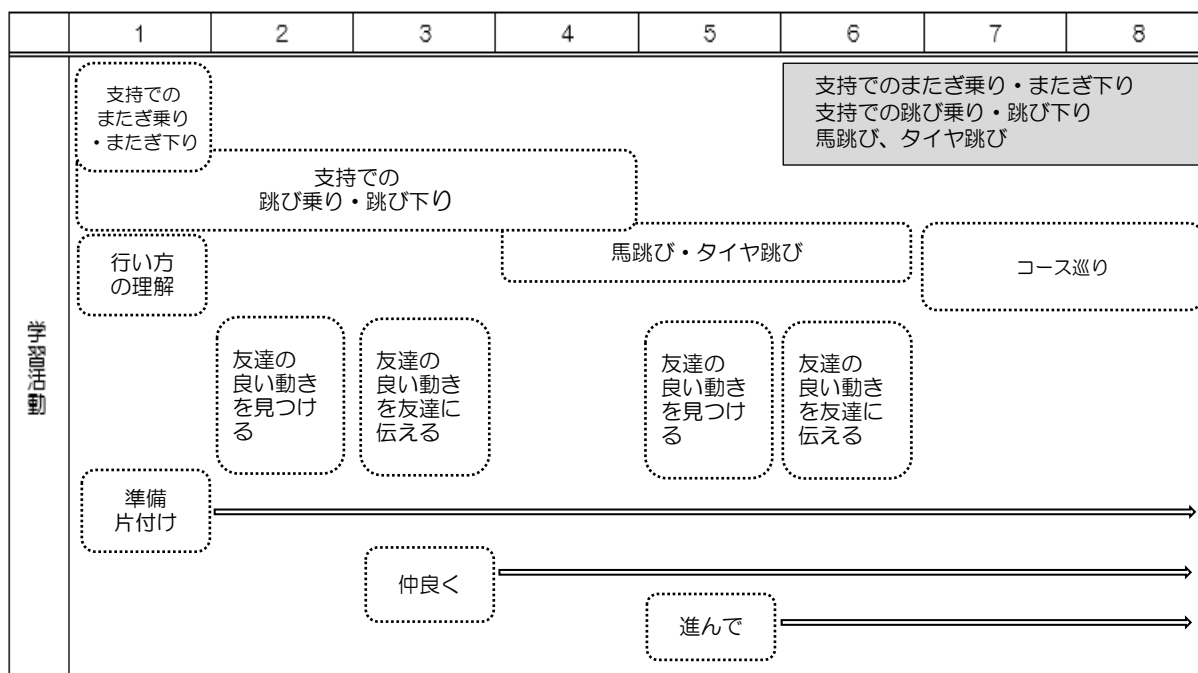 1 2 3 4 5 6 7 8
学習活動
支持での
またぎ乗り
・またぎ下り
支持でのまたぎ乗り・またぎ下り
支持での跳び乗り・跳び下り
馬跳び、タイヤ跳び
支持での
跳び乗り・跳び下り
行い方
の理解
馬跳び・タイヤ跳び
コース巡り
友達の
良い動き
を見つけ
る
友達の
良い動き
を友達に
伝える
友達の
良い動き
を見つけ
る
友達の
良い動き
を友達に
伝える
準備
片付け
仲良く
進んで